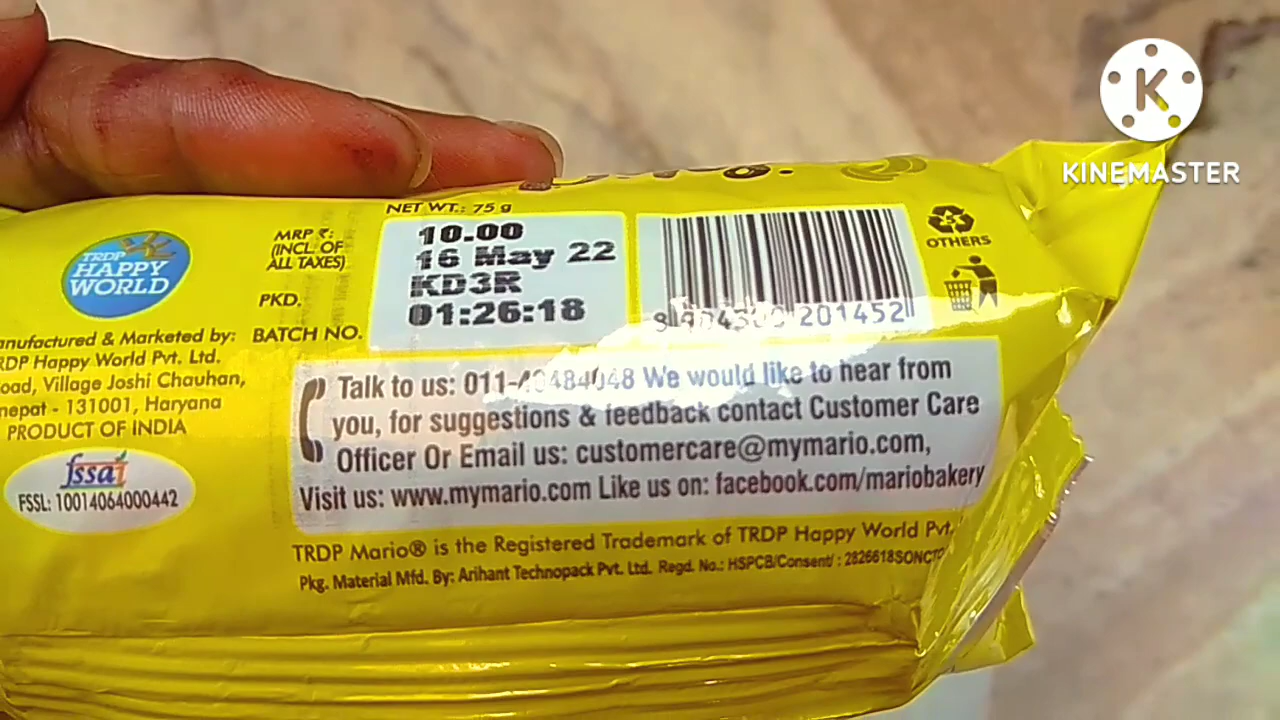 KINEMASTER
NET WT.: 75 g
MRP ₹:
(INCL. OF
ALL TAXES)
PKD.
BATCH NO.
10.00
16 May 22
KD3R
01:26:18
201452
OTHERS
TRDP
HAPPY
WORLD
anufactured & Marketed by:
RDP Happy World Pvt. Ltd.
oad, Village Joshi Chauhan,
nepat - 131001, Haryana
PRODUCT OF INDIA
fssai
FSSL: 10014064000442
Talk to us: 011-40484048 We would like to hear from
you, for suggestions & feedback contact Customer Care
Officer Or Email us: customercare@mymario.com,
Visit us: www.mymario.com Like us on: facebook.com/mariobakery
TRDP Mario® is the Registered Trademark of TRDP Happy World Pvt.
Pkg. Material Mfd. By: Arihant Technopack Pvt. Ltd. Regd. No.: HSPCB/Consent/ : 2826618SONCTO